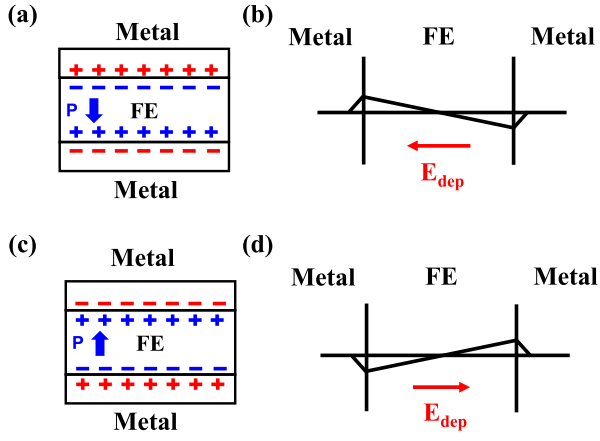 (a)
Metal
+ + + + + + +
− − − − − − −
P
FE
+ + + + + + +
− − − − − − −
Metal
(b)
Metal FE Metal
Edep
(c)
Metal
− − − − − − −
+ + + + + + +
P
FE
− − − − − − −
+ + + + + + +
Metal
(d)
Metal FE Metal
Edep